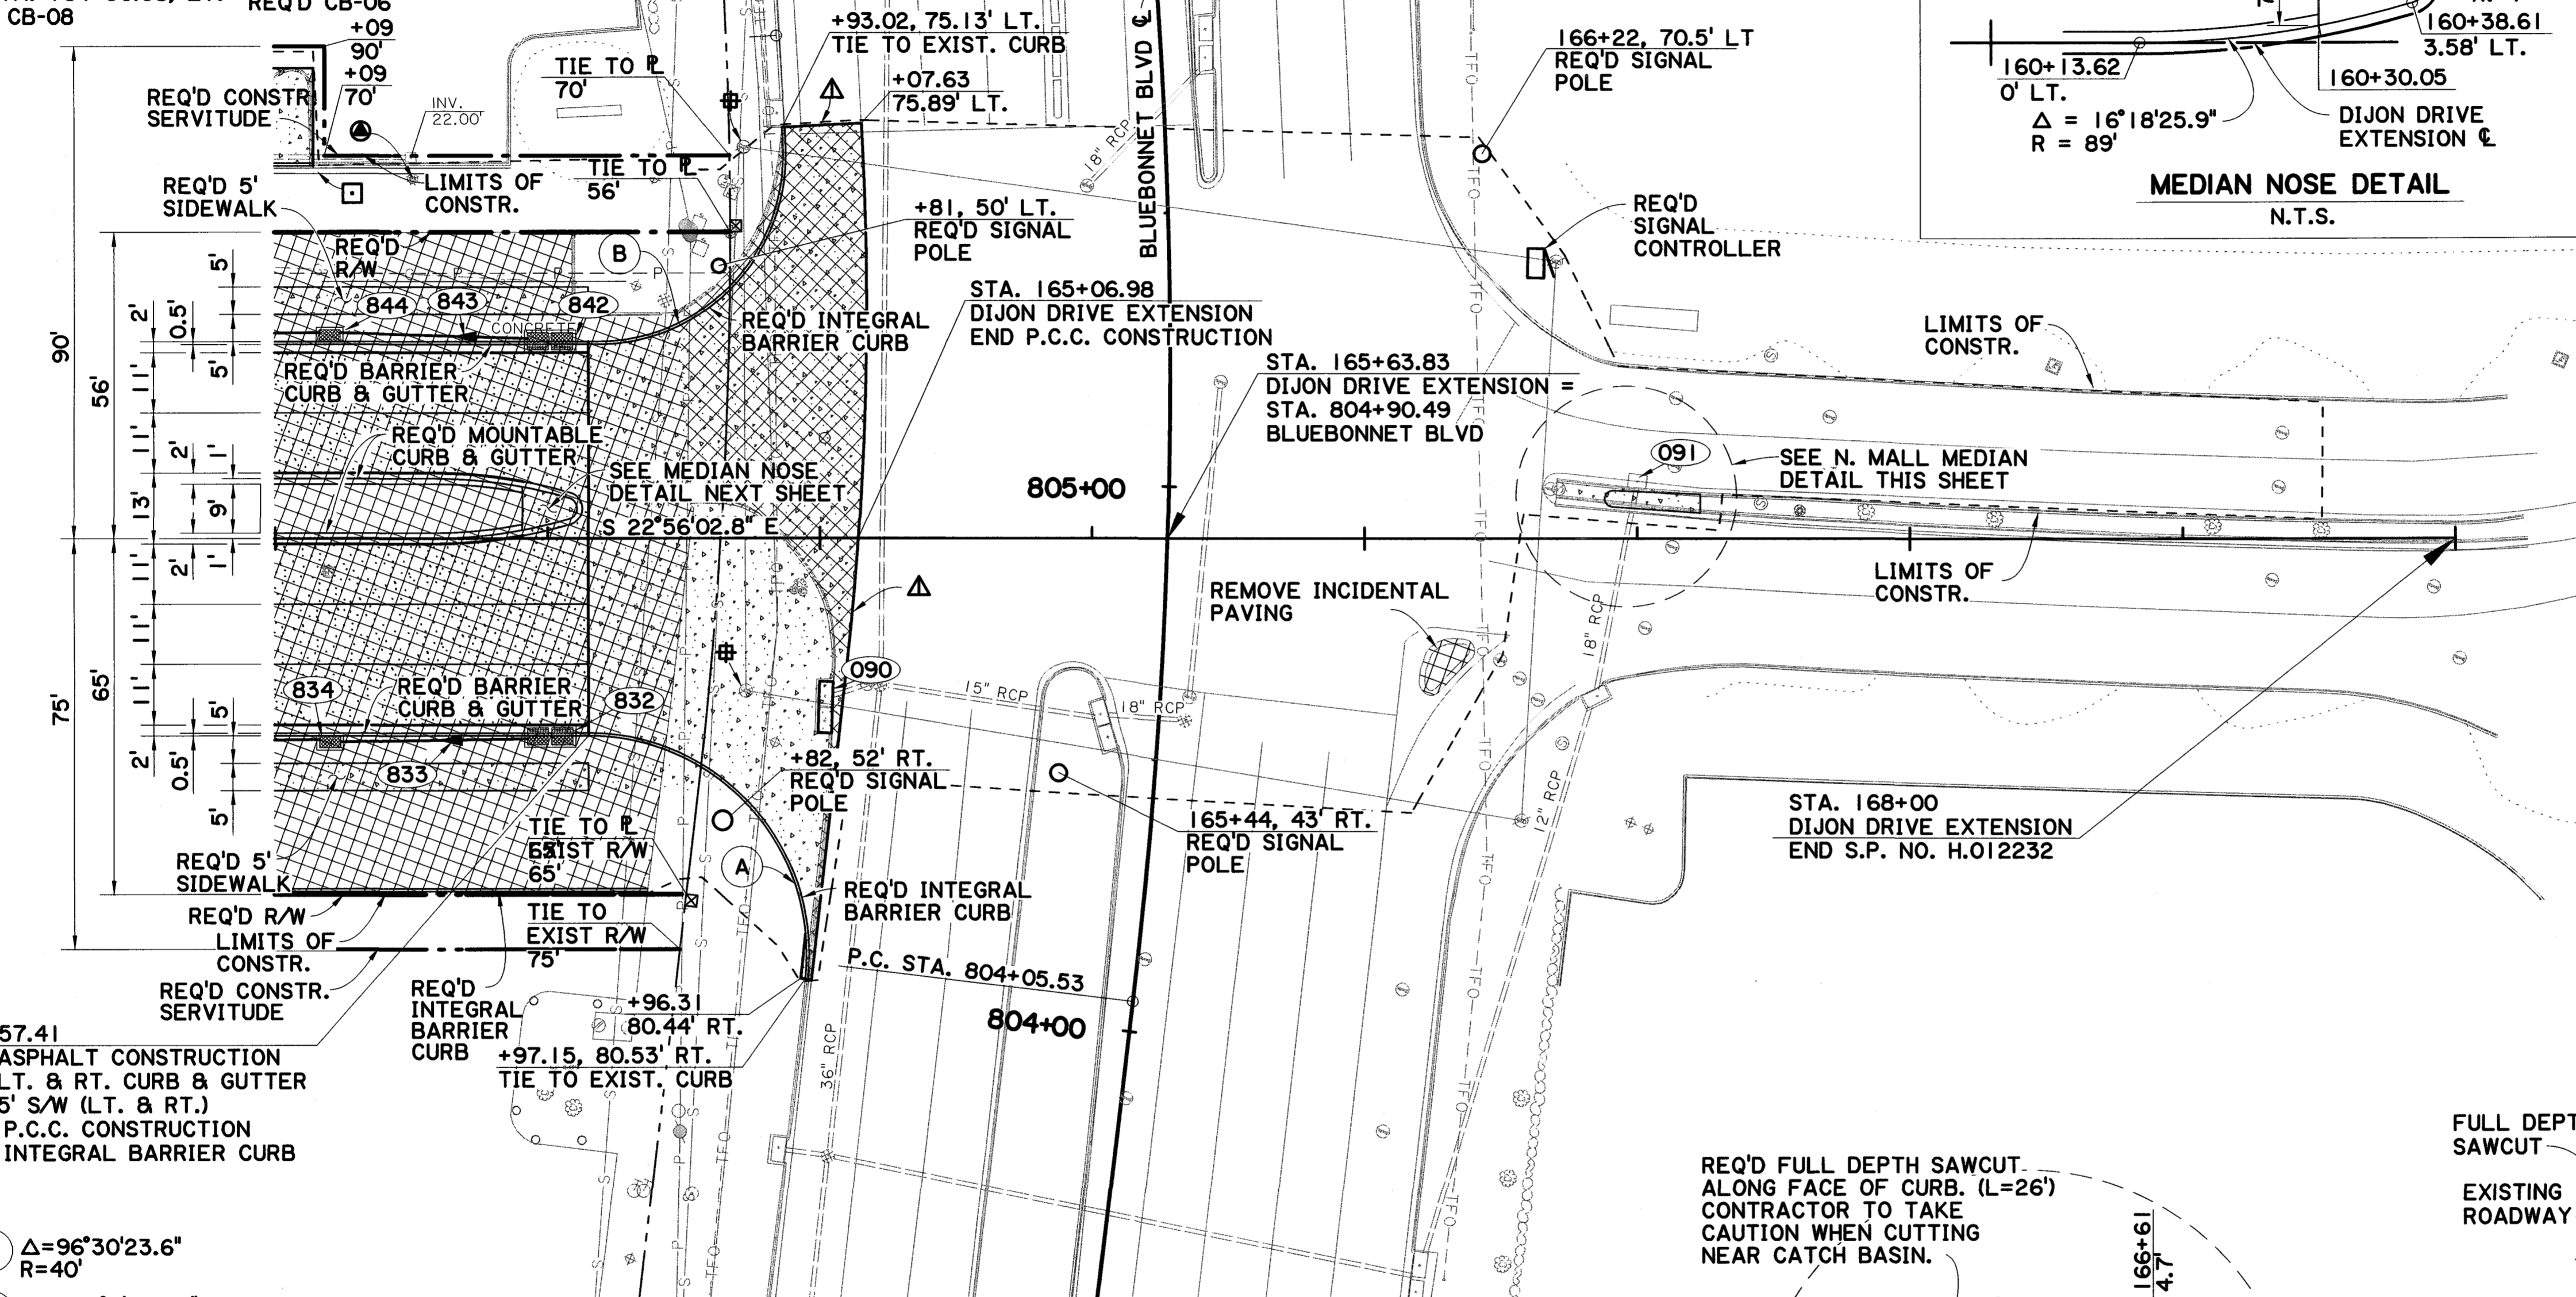 CB-08
REQ'D CB-06
+09
90'
+09
70'
REQ'D CONSTR.
SERVITUDE
INV.
22.00'
TIE TO ℙL
70'
+93.02, 75.13' LT.
TIE TO EXIST. CURB
+07.63
75.89' LT.
BLUEBONNET BLVD ℄
18" RCP
166+22, 70.5' LT
REQ'D SIGNAL
POLE
160+38.61
3.58' LT.
160+13.62
0' LT.
160+30.05
Δ = 16°18'25.9"
R = 89'
DIJON DRIVE
EXTENSION ℄
MEDIAN NOSE DETAIL
N.T.S.
REQ'D 5'
SIDEWALK
LIMITS OF
CONSTR.
TIE TO ℙL
56'
+81, 50' LT.
REQ'D SIGNAL
POLE
REQ'D
SIGNAL
CONTROLLER
REQ'D
R/W
B
844
843
842
CONCRETE
5'
2'
0.5'
5'
90'
56'
11'
11'
2'
1'
13'
9'
REQ'D BARRIER
CURB & GUTTER
REQ'D INTEGRAL
BARRIER CURB
STA. 165+06.98
DIJON DRIVE EXTENSION
END P.C.C. CONSTRUCTION
STA. 165+63.83
DIJON DRIVE EXTENSION =
STA. 804+90.49
BLUEBONNET BLVD
LIMITS OF
CONSTR.
REQ'D MOUNTABLE
CURB & GUTTER
SEE MEDIAN NOSE
DETAIL NEXT SHEET
S 22°56'02.8" E
805+00
091
SEE N. MALL MEDIAN
DETAIL THIS SHEET
11'
2'
1'
11'
11'
75'
65'
5'
2'
0.5'
5'
REMOVE INCIDENTAL
PAVING
LIMITS OF
CONSTR.
18" RCP
834
REQ'D BARRIER
CURB & GUTTER
832
833
090
15" RCP
18" RCP
+82, 52' RT.
REQ'D SIGNAL
POLE
165+44, 43' RT.
REQ'D SIGNAL
POLE
12" RCP
STA. 168+00
DIJON DRIVE EXTENSION
END S.P. NO. H.012232
TIE TO ℙL
EXIST R/W
65'
REQ'D 5'
SIDEWALK
A
REQ'D INTEGRAL
BARRIER CURB
REQ'D R/W
LIMITS OF
CONSTR.
TIE TO
EXIST R/W
75'
REQ'D CONSTR.
SERVITUDE
REQ'D
INTEGRAL
BARRIER
CURB
P.C. STA. 804+05.53
804+00
+96.31
80.44' RT.
+97.15, 80.53' RT.
TIE TO EXIST. CURB
36" RCP
57.41
ASPHALT CONSTRUCTION
LT. & RT. CURB & GUTTER
5' S/W (LT. & RT.)
P.C.C. CONSTRUCTION
INTEGRAL BARRIER CURB
Δ=96°30'23.6"
R=40'
REQ'D FULL DEPTH SAWCUT
ALONG FACE OF CURB. (L=26')
CONTRACTOR TO TAKE
CAUTION WHEN CUTTING
NEAR CATCH BASIN.
166+61
4.7'
FULL DEPT
SAWCUT
EXISTING
ROADWAY